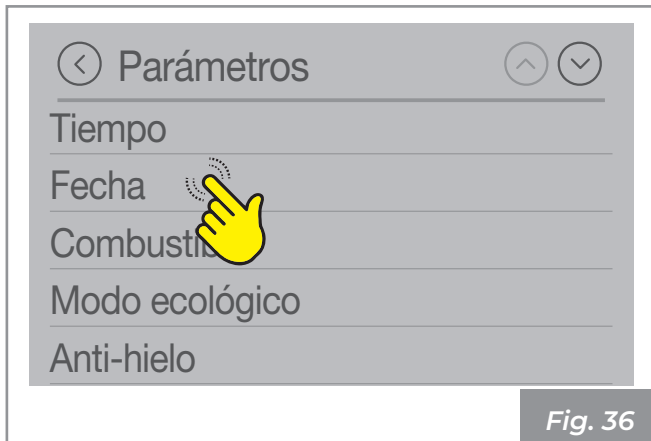 Parámetros
Tiempo
Fecha
Modo ecológico
Anti-hielo
Fig. 36